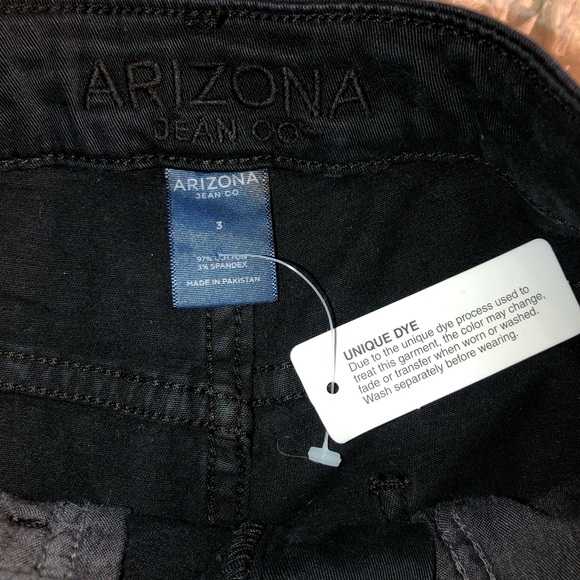 ARIZONA
JEAN CO
ARIZONA
JEAN CO
3
97% COTTON
3% SPANDEX
MADE IN PAKISTAN
UNIQUE DYE
Due to the unique dye process used to
treat this garment, the color may change,
fade or transfer when worn or washed.
Wash separately before wearing.